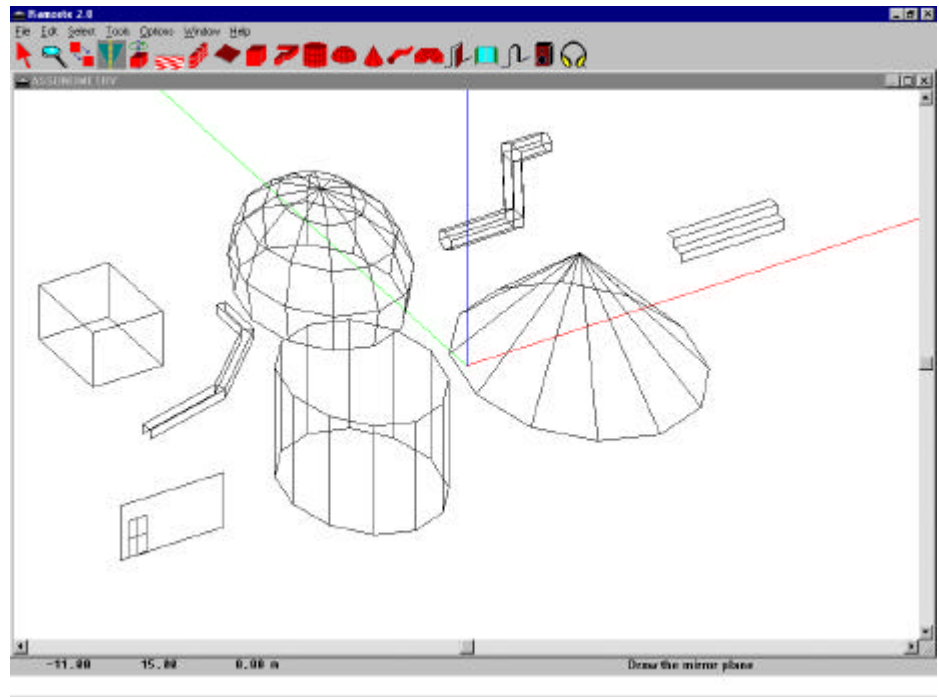 Ramsete 2.0
File Edit Select Tools Options Window Help
ASSONOMETRY
-11.00 15.00 0.00 m Draw the mirror plane